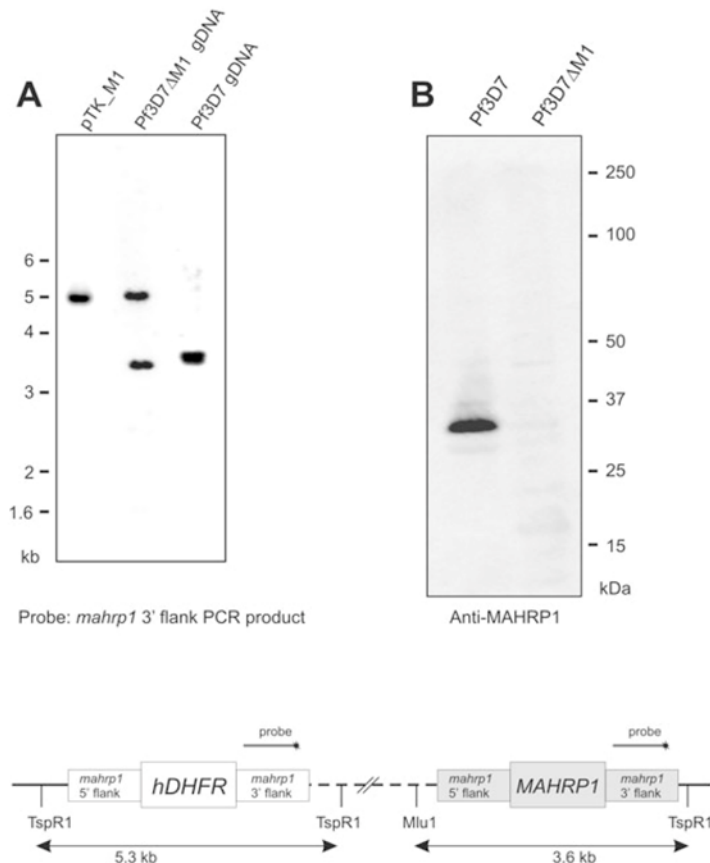 A
pTK_M1
Pf3D7ΔM1 gDNA
Pf3D7 gDNA
6
5
4
3
2
1.6
kb
Probe: mahrp1 3' flank PCR product
B
Pf3D7
Pf3D7ΔM1
250
100
50
37
25
15
kDa
Anti-MAHRP1
probe
probe
mahrp1
5' flank
hDHFR
mahrp1
3' flank
mahrp1
5' flank
MAHRP1
mahrp1
3' flank
TspR1
TspR1
Mlu1
TspR1
5.3 kb
3.6 kb